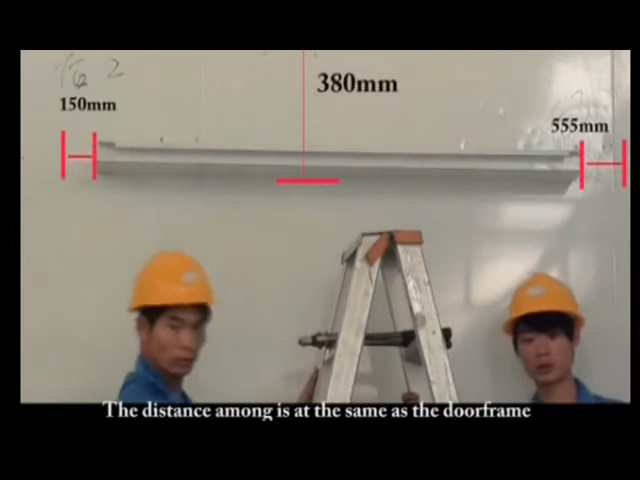 380mm
150mm
555mm
The distance among is at the same as the doorframe